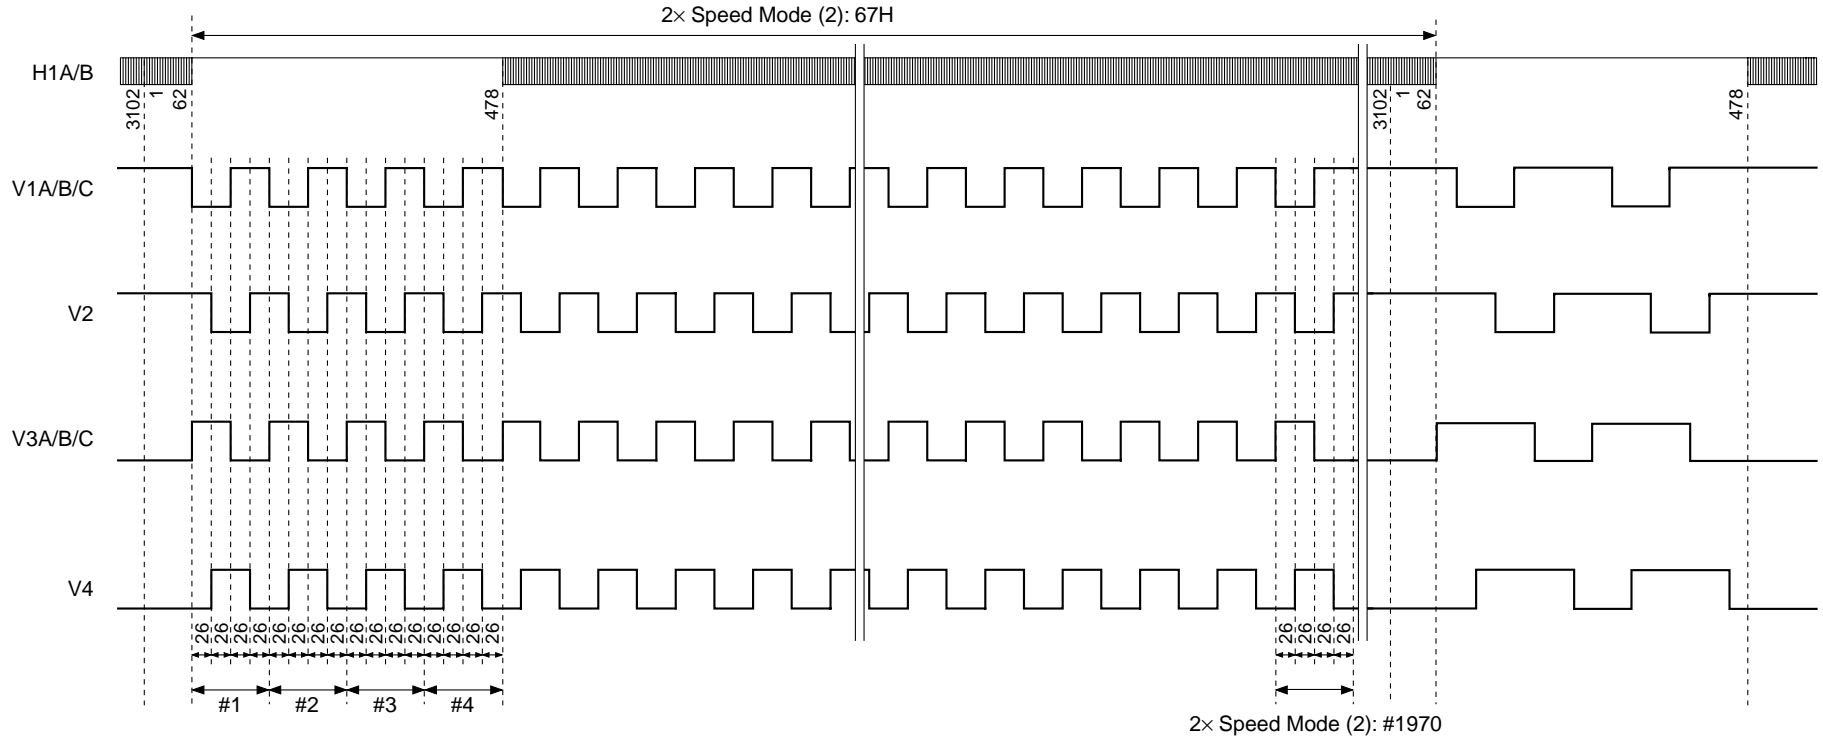 2× Speed Mode (2): 67H
H1A/B
3102
1
62
478
3102
1
62
478
V1A/B/C
V2
V3A/B/C
V4
26 26 26 26 26 26 26 26 26 26 26 26 26 26 26 26
26 26 26 26
#1 #2 #3 #4
2× Speed Mode (2): #1970